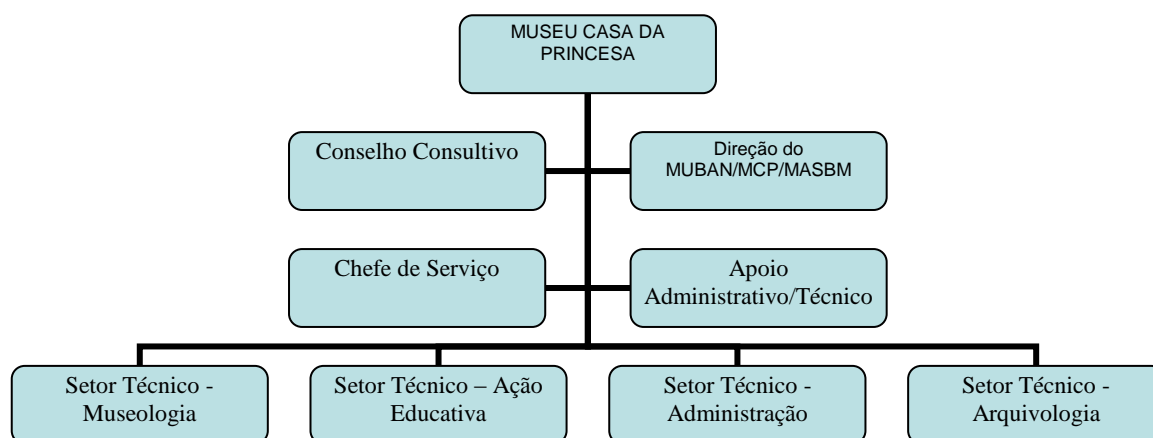 MUSEU CASA DA
PRINCESA
Conselho Consultivo
Direção do
MUBAN/MCP/MASBM
Chefe de Serviço
Apoio
Administrativo/Técnico
Setor Técnico -
Museologia
Setor Técnico – Ação
Educativa
Setor Técnico -
Administração
Setor Técnico -
Arquivologia